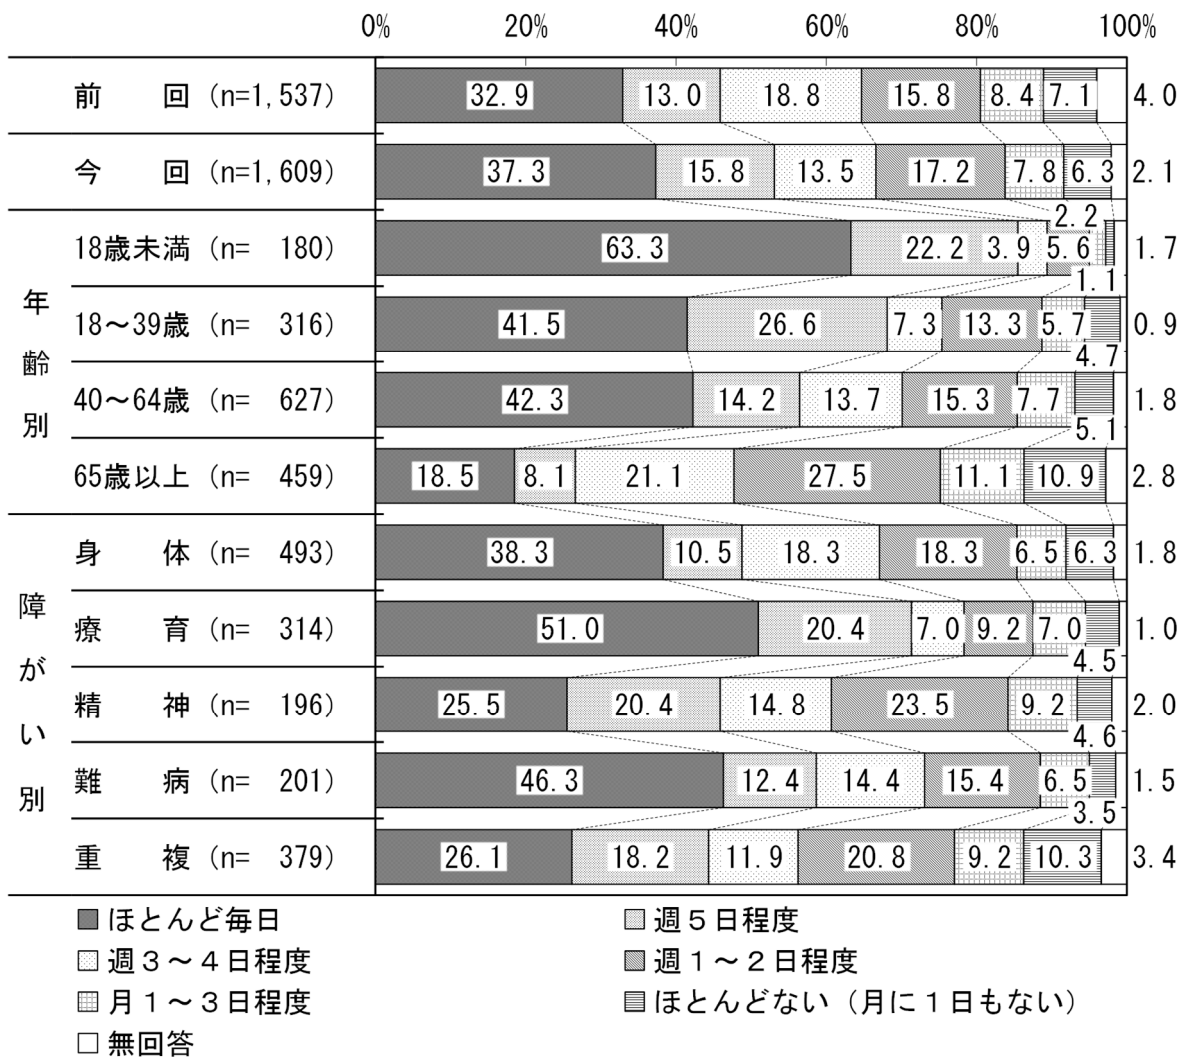 0% 20% 40% 60% 80% 100%
前 回 (n=1,537) 32.9 13.0 18.8 15.8 8.4 7.1 4.0
今 回 (n=1,609) 37.3 15.8 13.5 17.2 7.8 6.3 2.1
年齢別
18歳未満 (n= 180) 63.3 22.2 3.9 5.6 2.2 1.1 1.7
18～39歳 (n= 316) 41.5 26.6 7.3 13.3 5.7 4.7 0.9
40～64歳 (n= 627) 42.3 14.2 13.7 15.3 7.7 5.1 1.8
65歳以上 (n= 459) 18.5 8.1 21.1 27.5 11.1 10.9 2.8
障がい別
身 体 (n= 493) 38.3 10.5 18.3 18.3 6.5 6.3 1.8
療 育 (n= 314) 51.0 20.4 7.0 9.2 7.0 4.5 1.0
精 神 (n= 196) 25.5 20.4 14.8 23.5 9.2 4.6 2.0
難 病 (n= 201) 46.3 12.4 14.4 15.4 6.5 3.5 1.5
重 複 (n= 379) 26.1 18.2 11.9 20.8 9.2 10.3 3.4
ほとんど毎日
週５日程度
週３～４日程度
週１～２日程度
月１～３日程度
ほとんどない（月に１日もない）
無回答